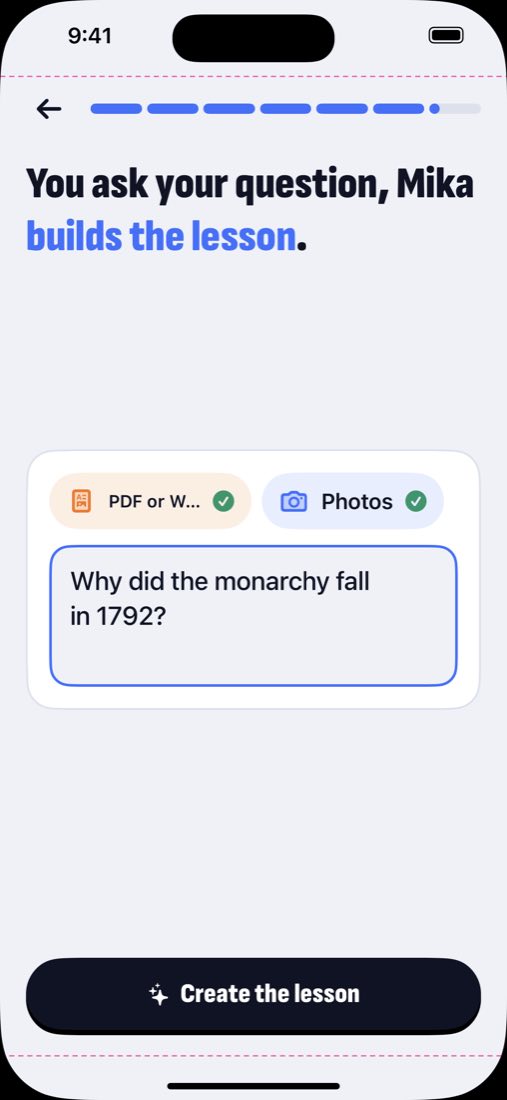 9:41
You ask your question, Mika
builds the lesson.
PDF or W...
Photos
Why did the monarchy fall
in 1792?
Create the lesson